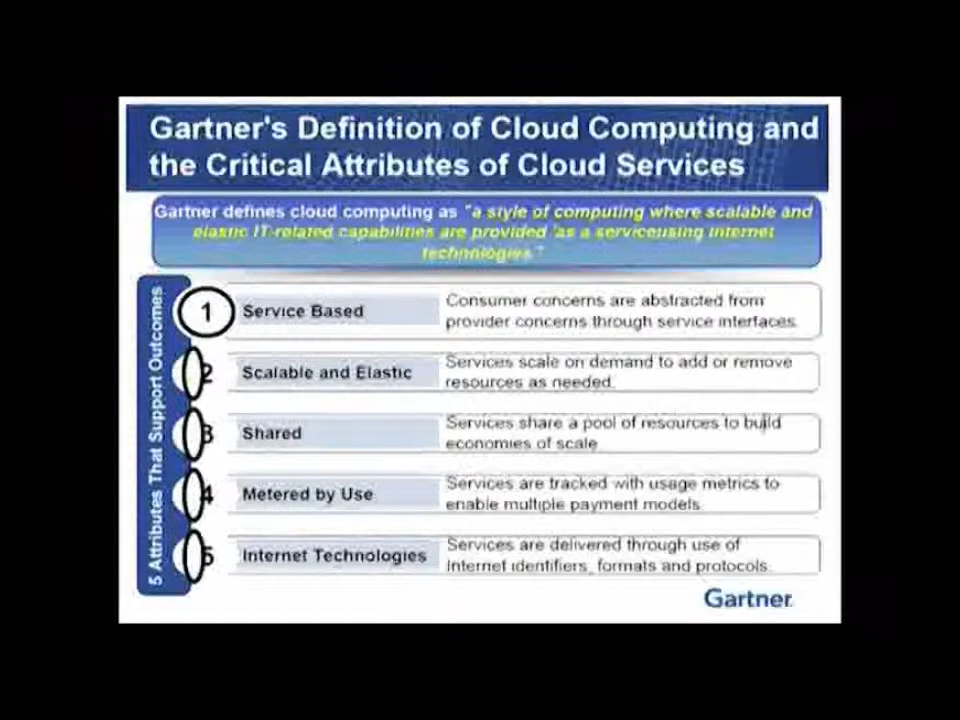 Gartner's Definition of Cloud Computing and
the Critical Attributes of Cloud Services
Gartner defines cloud computing as "a style of computing where scalable and
elastic IT-related capabilities are provided 'as a serviceusing Internet
technologies."
5 Attributes That Support Outcomes
1 Service Based
Consumer concerns are abstracted from
provider concerns through service interfaces.
2 Scalable and Elastic
Services scale on demand to add or remove
resources as needed.
3 Shared
Services share a pool of resources to build
economies of scale
4 Metered by Use
Services are tracked with usage metrics to
enable multiple payment models.
5 Internet Technologies
Services are delivered through use of
Internet identifiers, formats and protocols.
Gartner